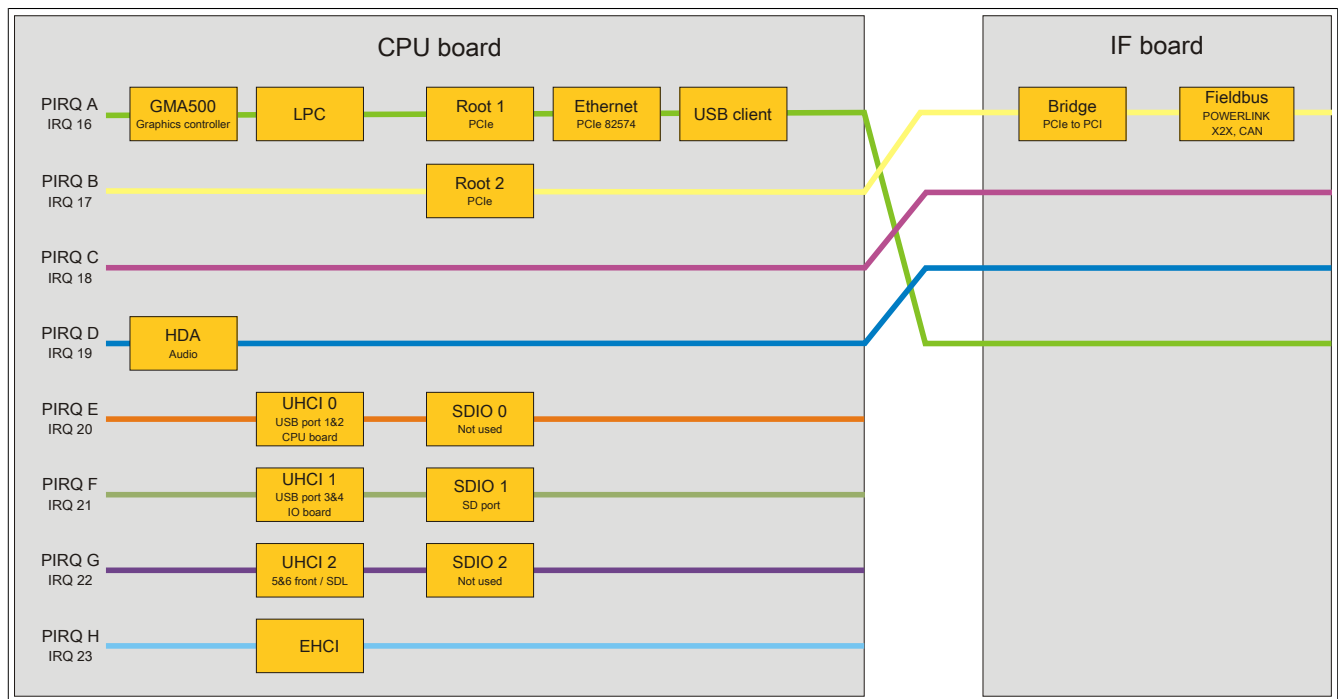 CPU board
IF board
PIRQ A
IRQ 16
GMA500
Graphics controller
LPC
Root 1
PCIe
Ethernet
PCIe 82574
USB client
Bridge
PCIe to PCI
Fieldbus
POWERLINK
X2X, CAN
PIRQ B
IRQ 17
Root 2
PCIe
PIRQ C
IRQ 18
PIRQ D
IRQ 19
HDA
Audio
PIRQ E
IRQ 20
UHCI 0
USB port 1&2
CPU board
SDIO 0
Not used
PIRQ F
IRQ 21
UHCI 1
USB port 3&4
IO board
SDIO 1
SD port
PIRQ G
IRQ 22
UHCI 2
5&6 front / SDL
SDIO 2
Not used
PIRQ H
IRQ 23
EHCI